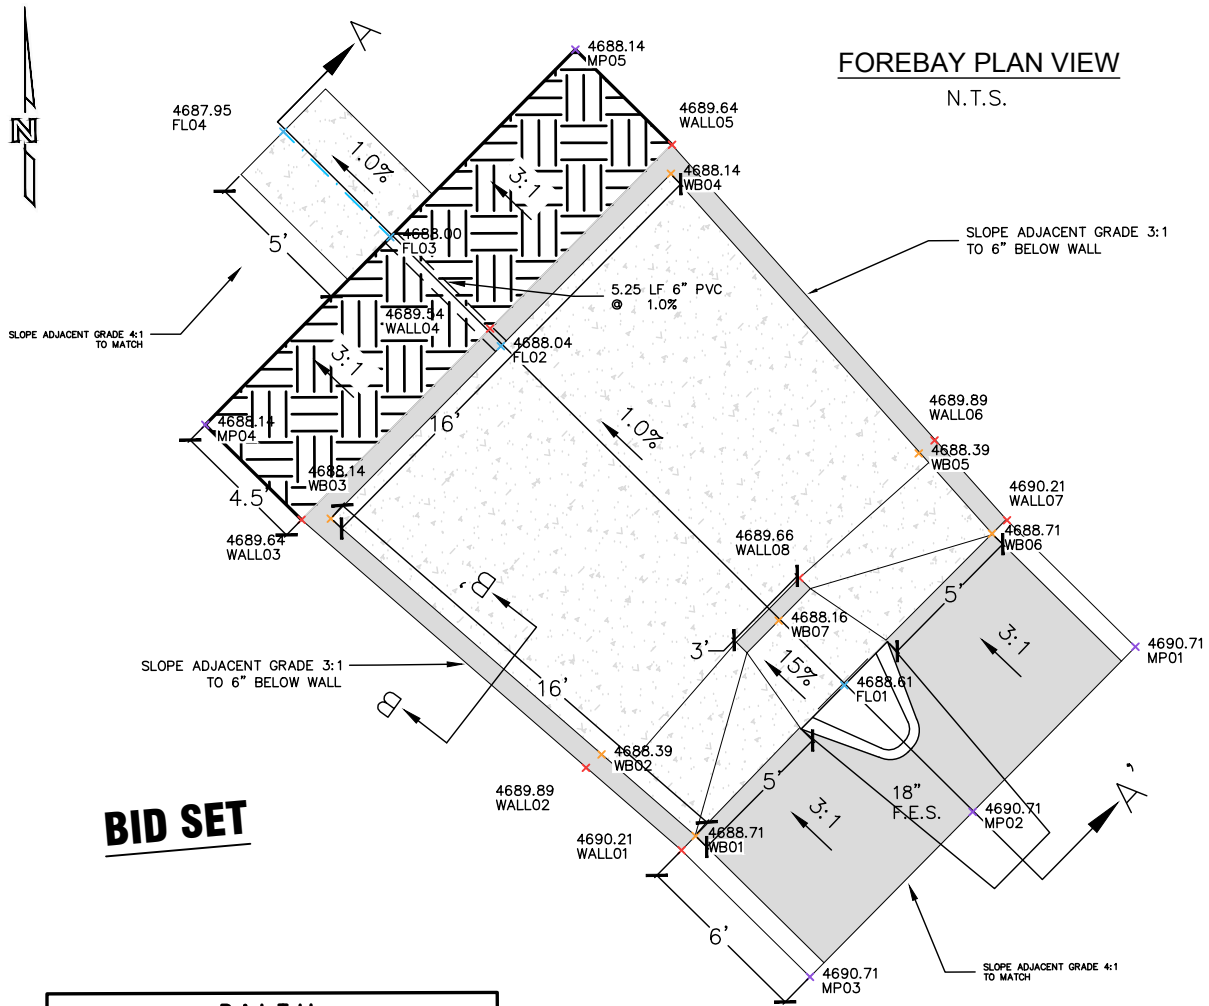 A
4688.14
MP05
FOREBAY PLAN VIEW
N.T.S.
4687.95
FL04
4689.64
WALL05
N
1.0%
4688.14
WB04
3:1
4688.00
FL03
SLOPE ADJACENT GRADE 3:1
TO 6" BELOW WALL
5'
5.25 LF 6" PVC
@ 1.0%
4689.54
WALL04
SLOPE ADJACENT GRADE 4:1
TO MATCH
4688.04
FL02
3:1
4689.89
WALL06
16'
1.0%
4688.14
MP04
4688.39
WB05
4688.14
WB03
4.5'
4690.21
WALL07
4689.64
WALL03
4689.66
WALL08
4688.71
WB06
B'
5'
4688.16
WB07
3:1
3'
4690.71
MP01
SLOPE ADJACENT GRADE 3:1
TO 6" BELOW WALL
15%
4688.61
FL01
16'
B
4688.39
WB02
4689.89
WALL02
5'
18"
F.E.S.
A'
BID SET
3:1
4690.71
MP02
4690.21
WALL01
4688.71
WB01
6'
SLOPE ADJACENT GRADE 4:1
TO MATCH
4690.71
MP03